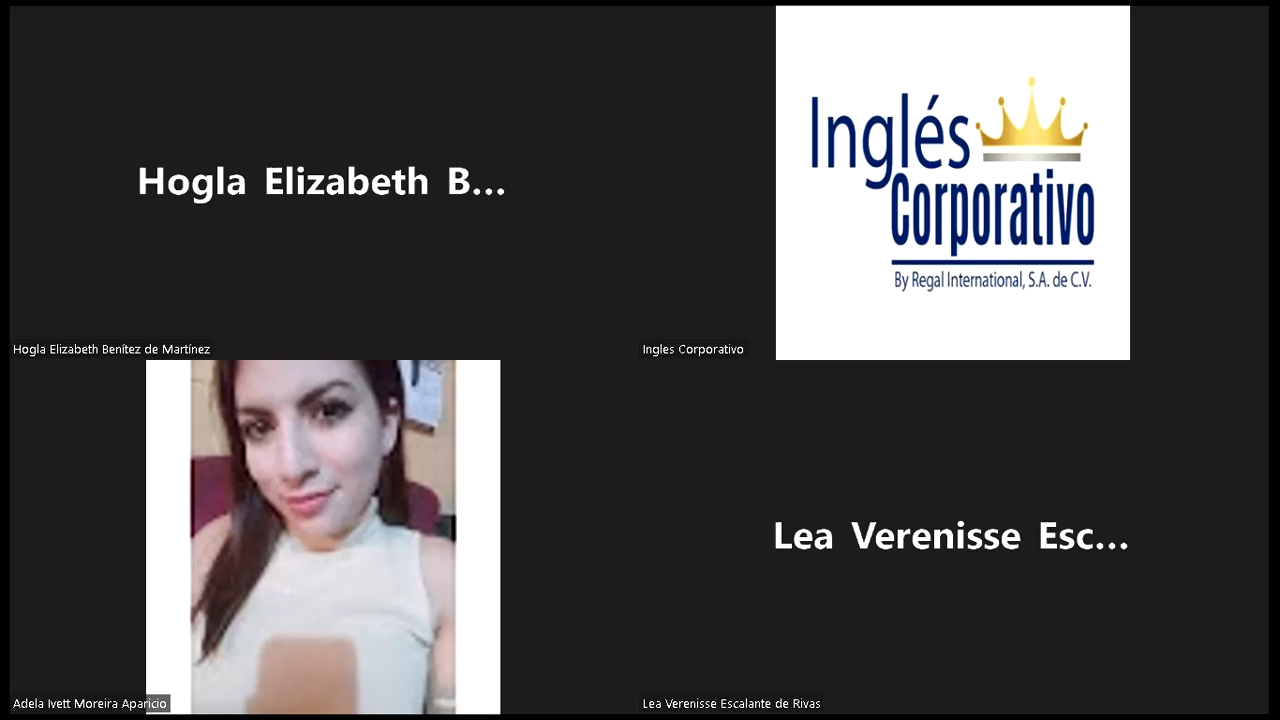 Hogla Elizabeth B...
Hogla Elizabeth Benítez de Martínez
Inglés
Corporativo
By Regal International, S.A. de C.V.
Ingles Corporativo
Adela Ivett Moreira Aparicio
Lea Verenisse Esc...
Lea Verenisse Escalante de Rivas